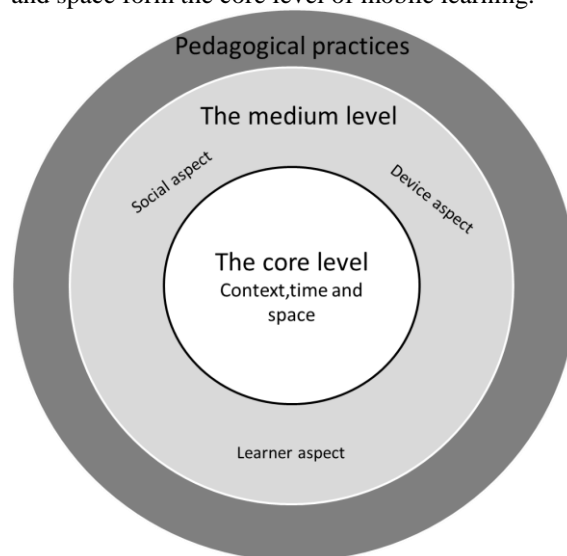 and space form the core level of mobile learning.
Pedagogical practices
The medium level
Social aspect
Device aspect
The core level
Context,time and
space
Learner aspect